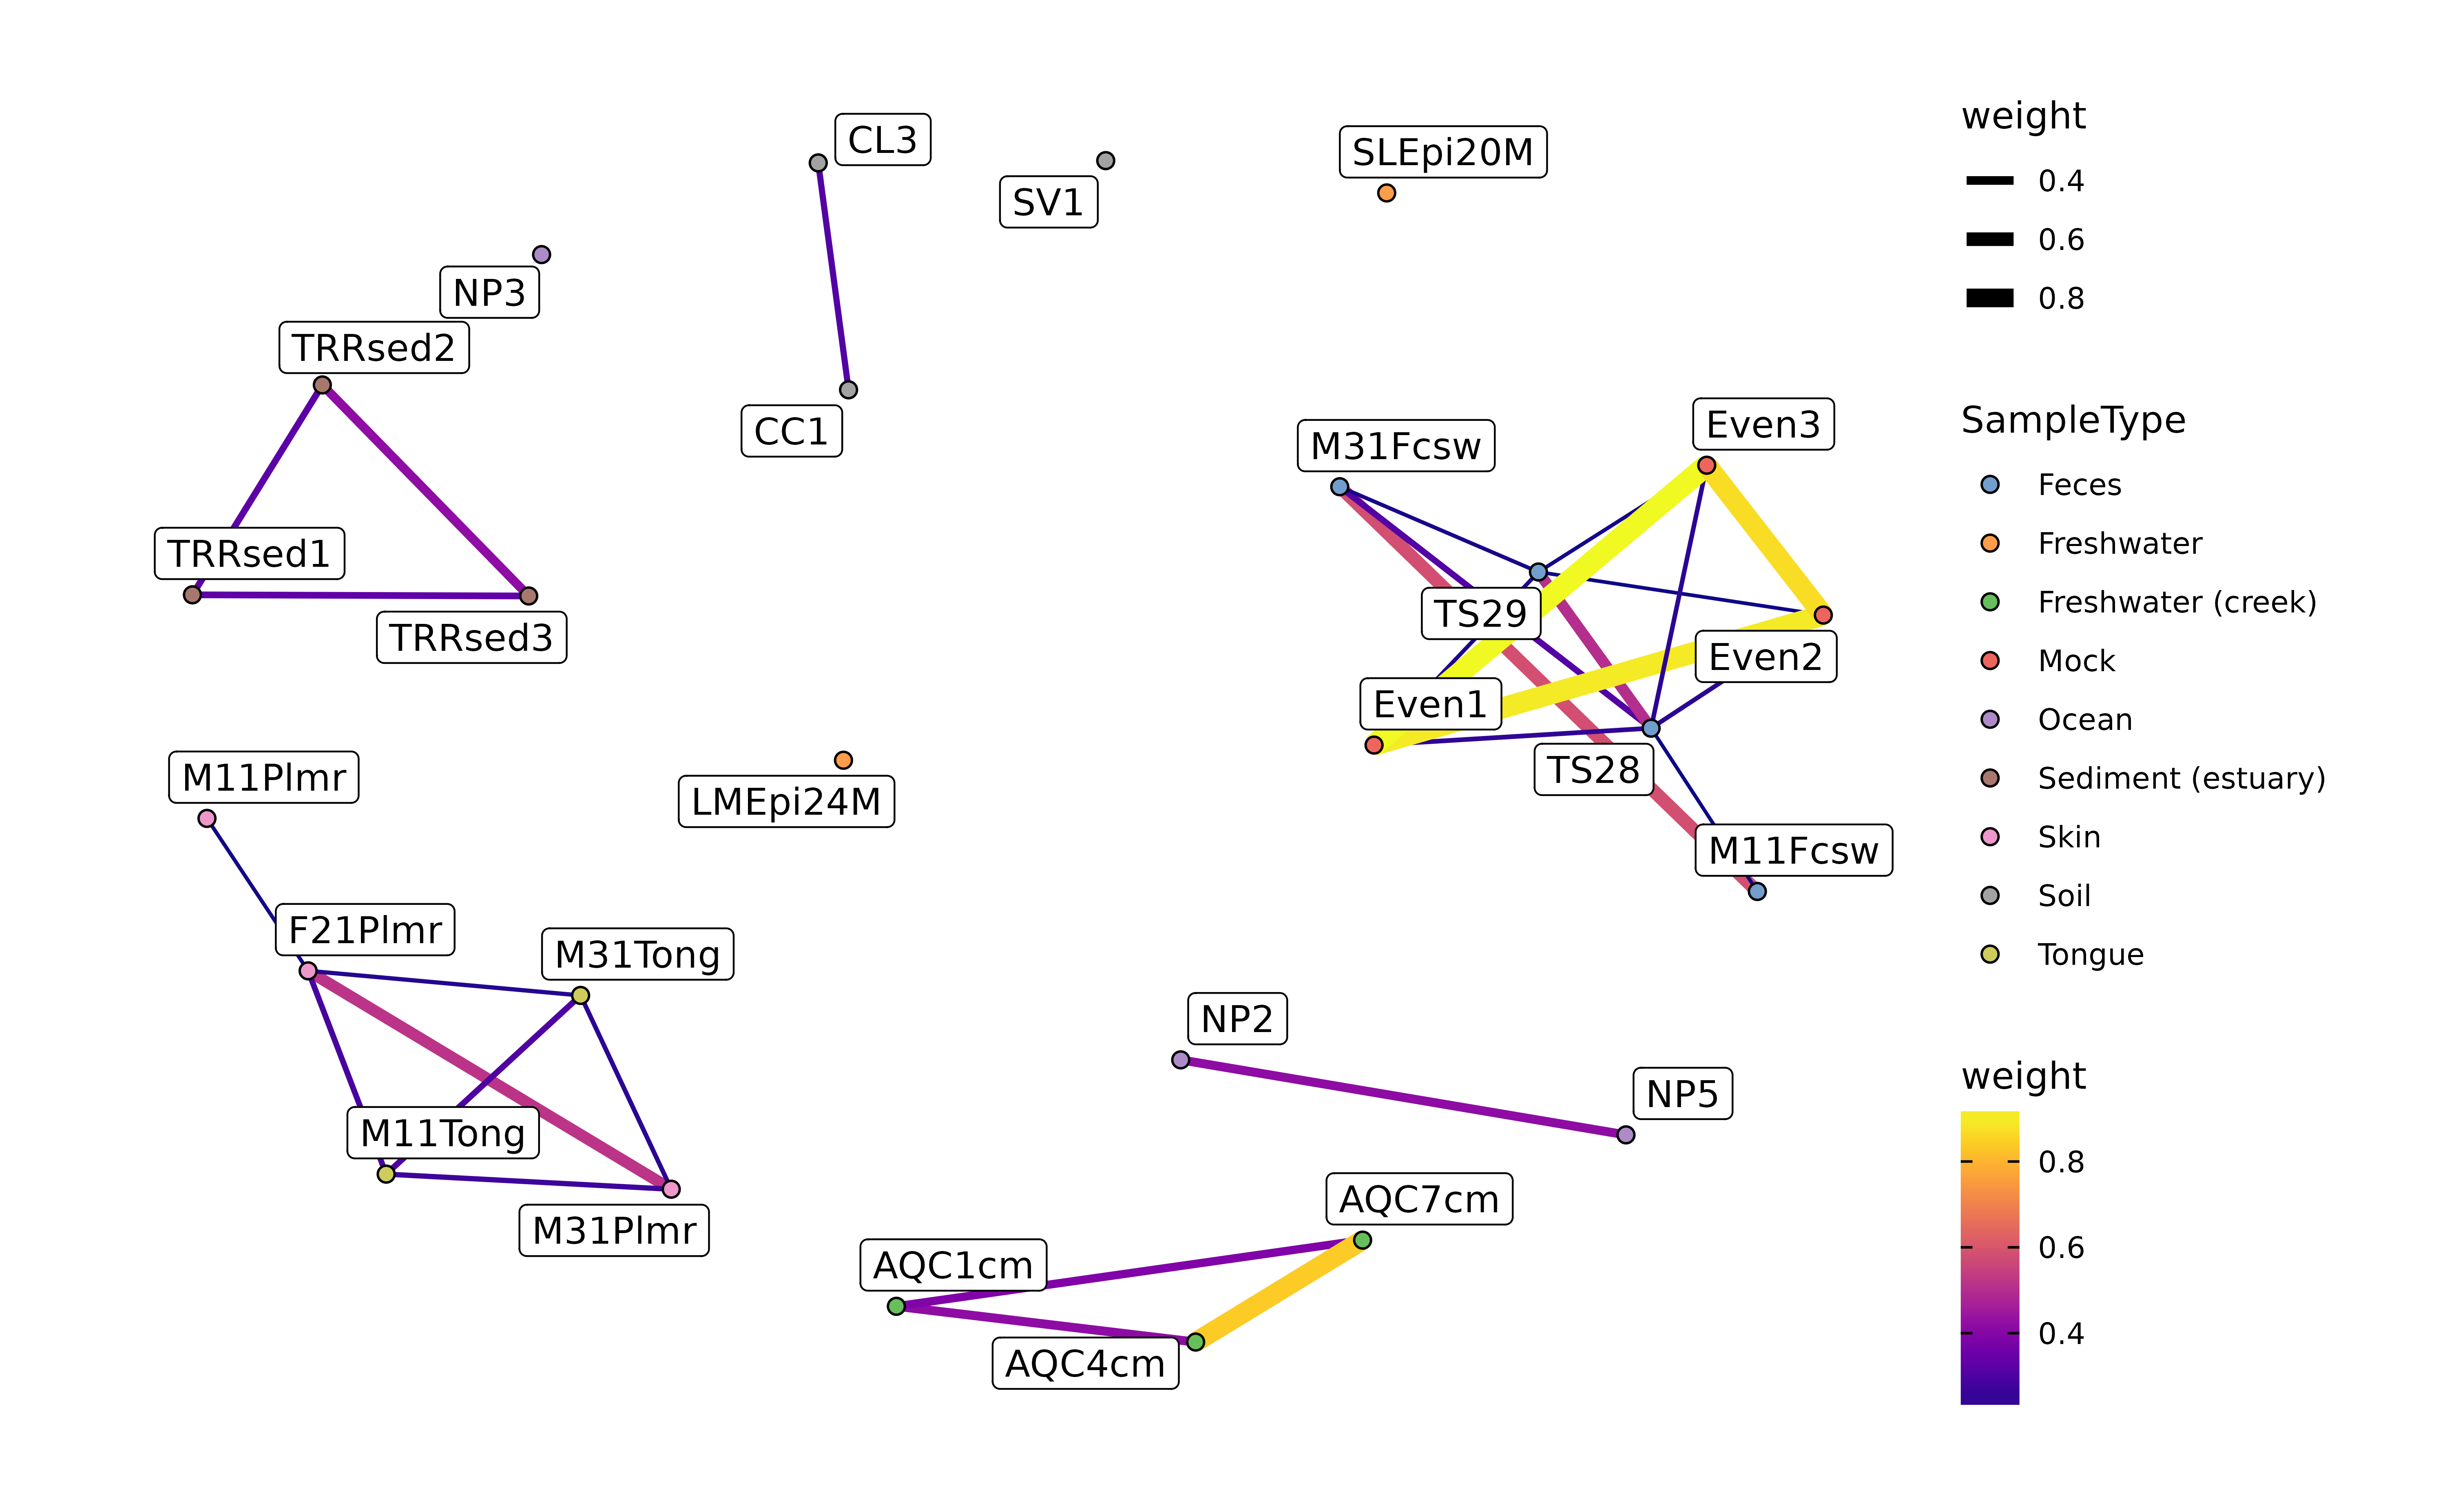 CL3
SV1
SLEpi20M
NP3
TRRsed2
CC1
M31Fcsw
Even3
TRRsed1
TS29
TRRsed3
Even2
Even1
M11Plmr
TS28
LMEpi24M
M11Fcsw
F21Plmr
M31Tong
NP2
NP5
M11Tong
AQC7cm
M31Plmr
AQC1cm
AQC4cm
weight
0.4
0.6
0.8
SampleType
Feces
Freshwater
Freshwater (creek)
Mock
Ocean
Sediment (estuary)
Skin
Soil
Tongue
weight
0.8
0.6
0.4